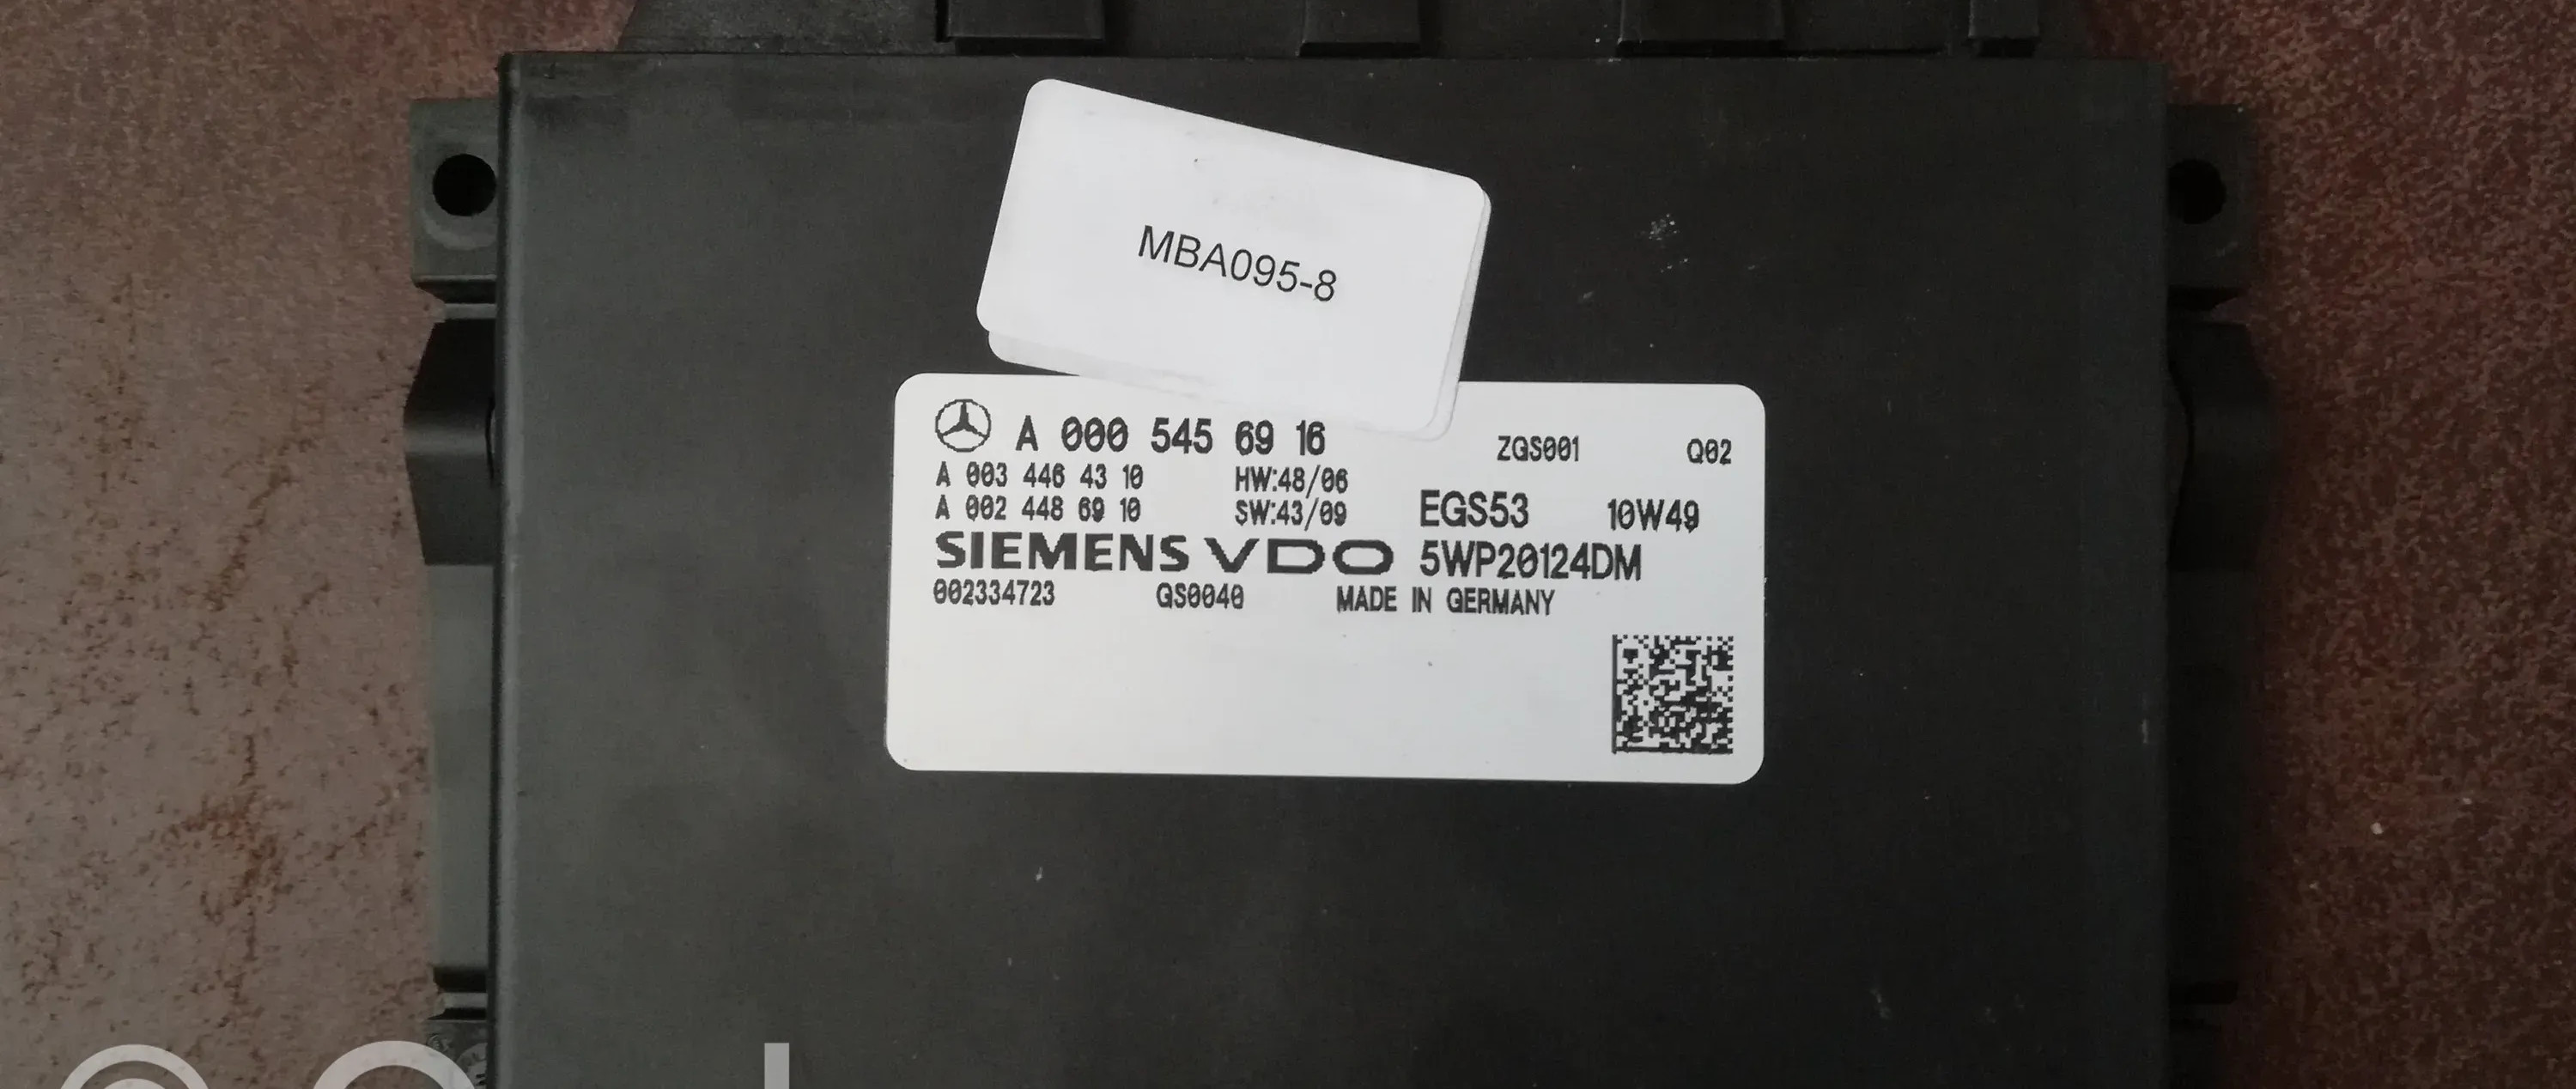 MBA095-8
A 000 545 69 16 ZGS001 Q02
A 003 446 43 10 HW:48/06
A 002 448 69 10 SW:43/09 EGS53 10W49
SIEMENS VDO 5WP20124DM
002334723 GS0040 MADE IN GERMANY